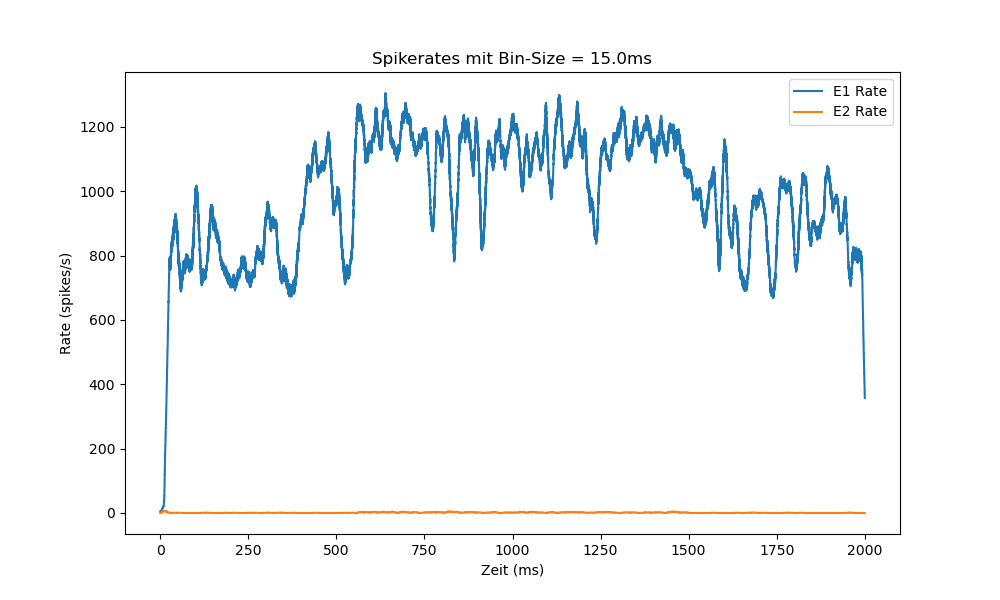 Spikerates mit Bin-Size = 15.0ms
E1 Rate
E2 Rate
Rate (spikes/s)
1200
1000
800
600
400
200
0
0 250 500 750 1000 1250 1500 1750 2000
Zeit (ms)